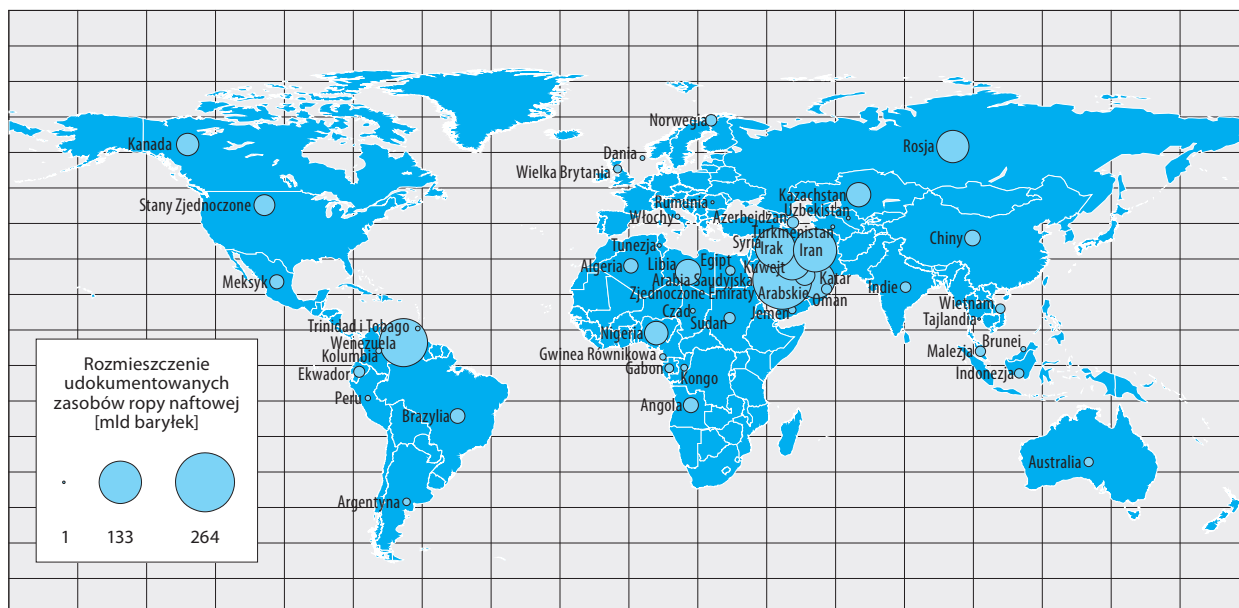 Norwegia
Kanada
Rosja
Dania
Wielka Brytania
Kazachstan
Stany Zjednoczone
Rumunia
Uzbekistan
Włochy
Azerbejdżan
Turkmenistan
Chiny
Tunezja
Syria
Irak
Iran
Algieria
Libia
Egipt
Kuwejt
Meksyk
Arabia Saudyjska
Katar
Indie
Zjednoczone Emiraty Arabskie
Oman
Wietnam
Czad
Jemen
Tajlandia
Sudan
Trinidad i Tobago
Nigeria
Wenezuela
Brunei
Kolumbia
Gwinea Równikowa
Malezja
Ekwador
Gabon
Kongo
Indonezja
Peru
Angola
Brazylia
Australia
Argentyna
Rozmieszczenie
udokumentowanych
zasobów ropy naftowej
[mld baryłek]
1 133 264